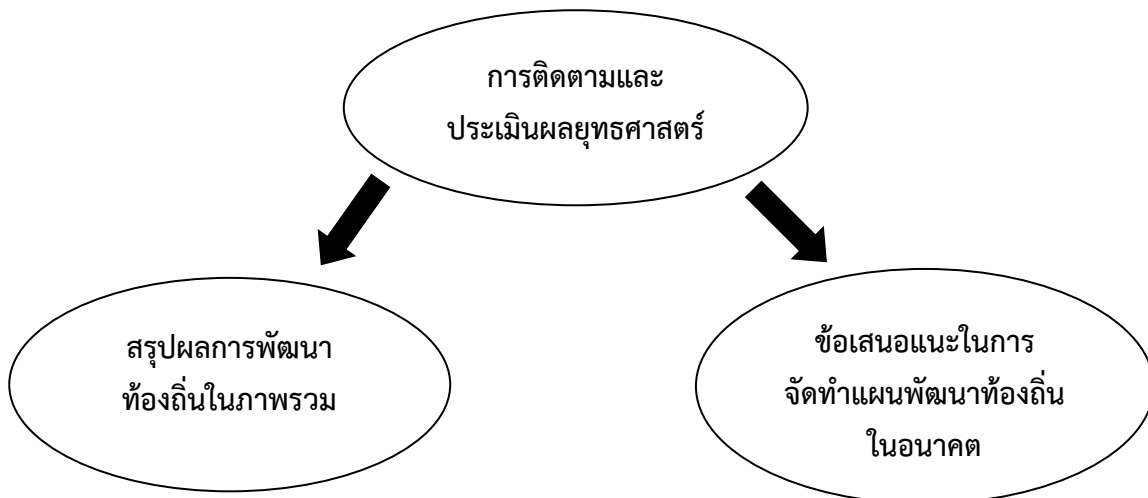 การติดตามและ
ประเมินผลยุทธศาสตร์
สรุปผลการพัฒนา
ท้องถิ่นในภาพรวม
ข้อเสนอแนะในการ
จัดทำแผนพัฒนาท้องถิ่น
ในอนาคต